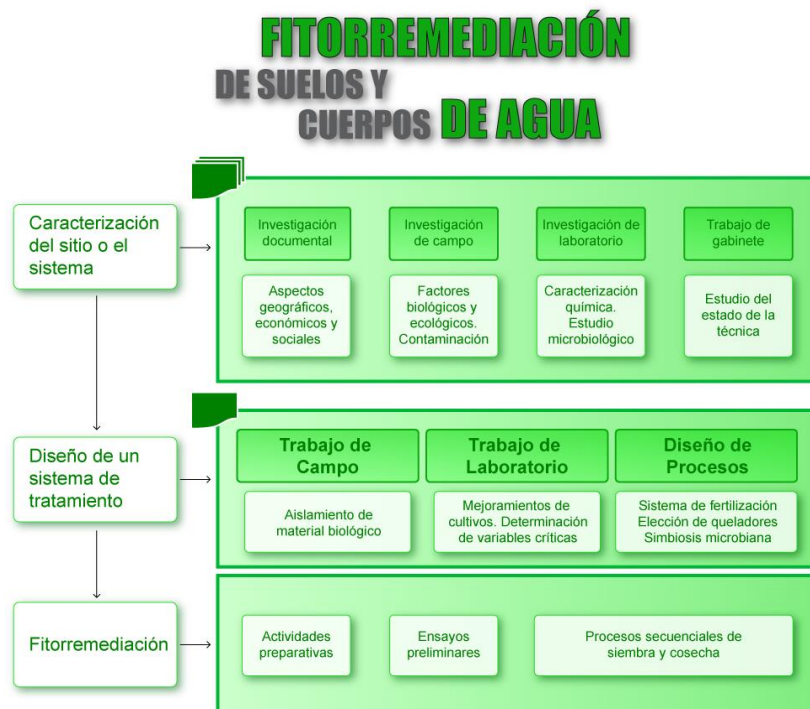 FITORREMEDIACIÓN
DE SUELOS Y
CUERPOS DE AGUA
Caracterización
del sitio o el
sistema
Investigación
documental
Investigación
de campo
Investigación de
laboratorio
Trabajo de
gabinete
Aspectos
geográficos,
económicos y
sociales
Factores
biológicos y
ecológicos.
Contaminación
Caracterización
química.
Estudio
microbiológico
Estudio del
estado de la
técnica
Diseño de un
sistema de
tratamiento
Trabajo de
Campo
Trabajo de
Laboratorio
Diseño de
Procesos
Aislamiento de
material biológico
Mejoramientos de
cultivos. Determinación
de variables críticas
Sistema de fertilización
Elección de queladores
Simbiosis microbiana
Fitorremediación
Actividades
preparativas
Ensayos
preliminares
Procesos secuenciales de
siembra y cosecha